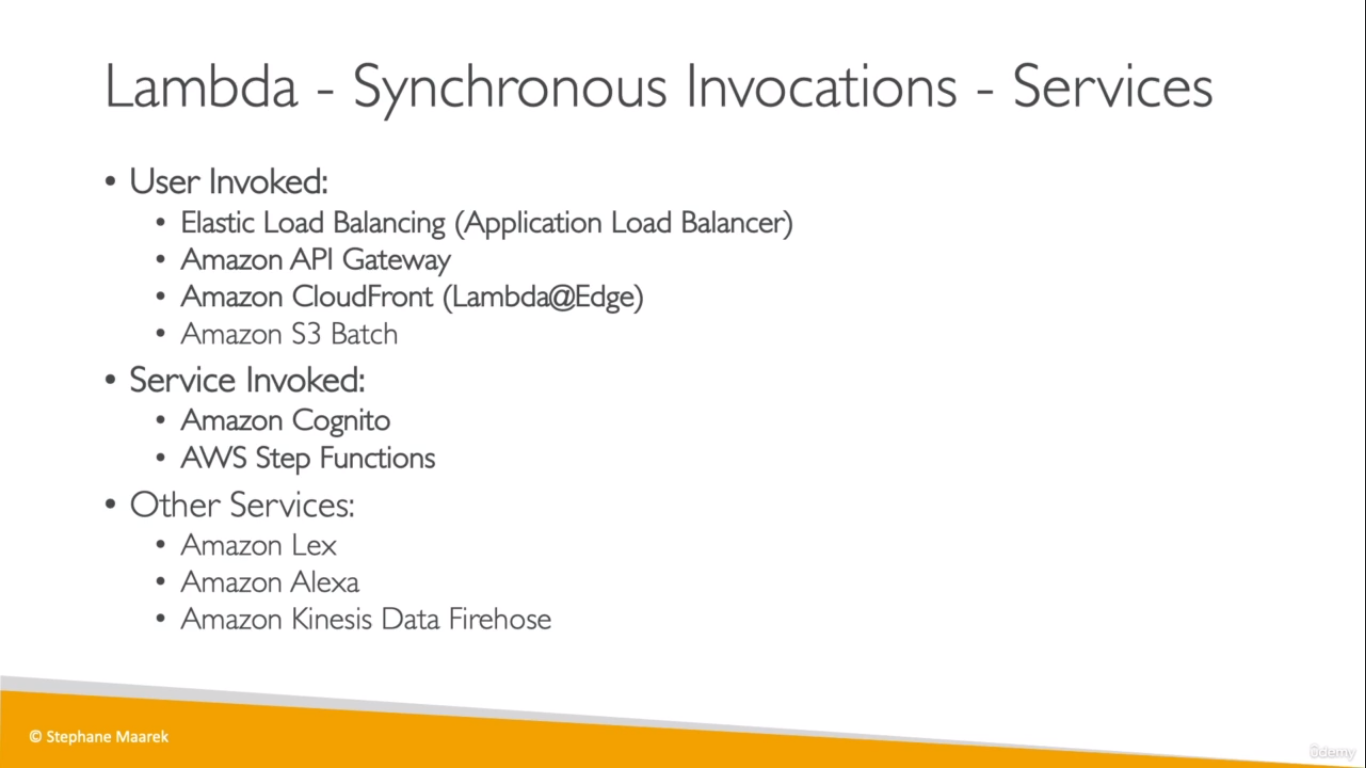 Lambda - Synchronous Invocations - Services
• User Invoked:
• Elastic Load Balancing (Application Load Balancer)
• Amazon API Gateway
• Amazon CloudFront (Lambda@Edge)
• Amazon S3 Batch
• Service Invoked:
• Amazon Cognito
• AWS Step Functions
• Other Services:
• Amazon Lex
• Amazon Alexa
• Amazon Kinesis Data Firehose
© Stephane Maarek
ûdemy